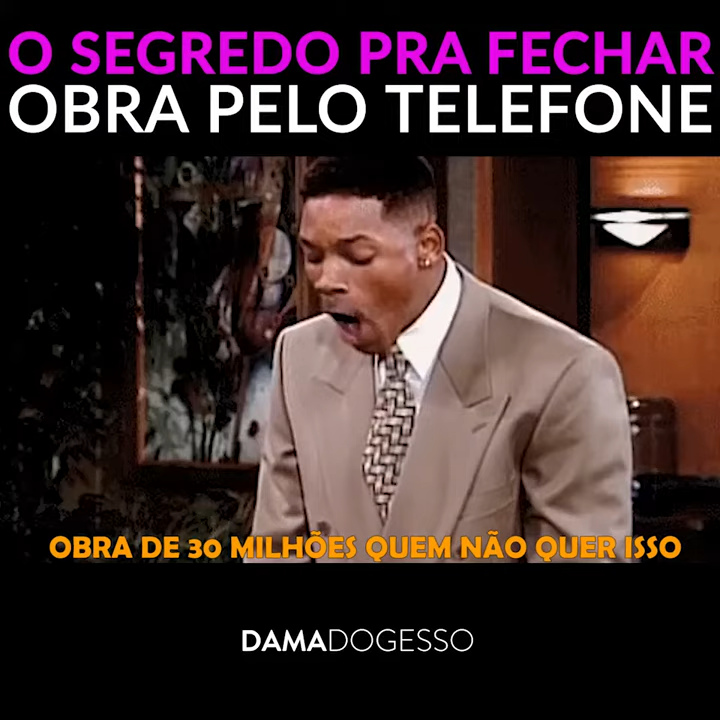 O SEGREDO PRA FECHAR
OBRA PELO TELEFONE
OBRA DE 30 MILHÕES QUEM NÃO QUER ISSO
DAMADOGESSO